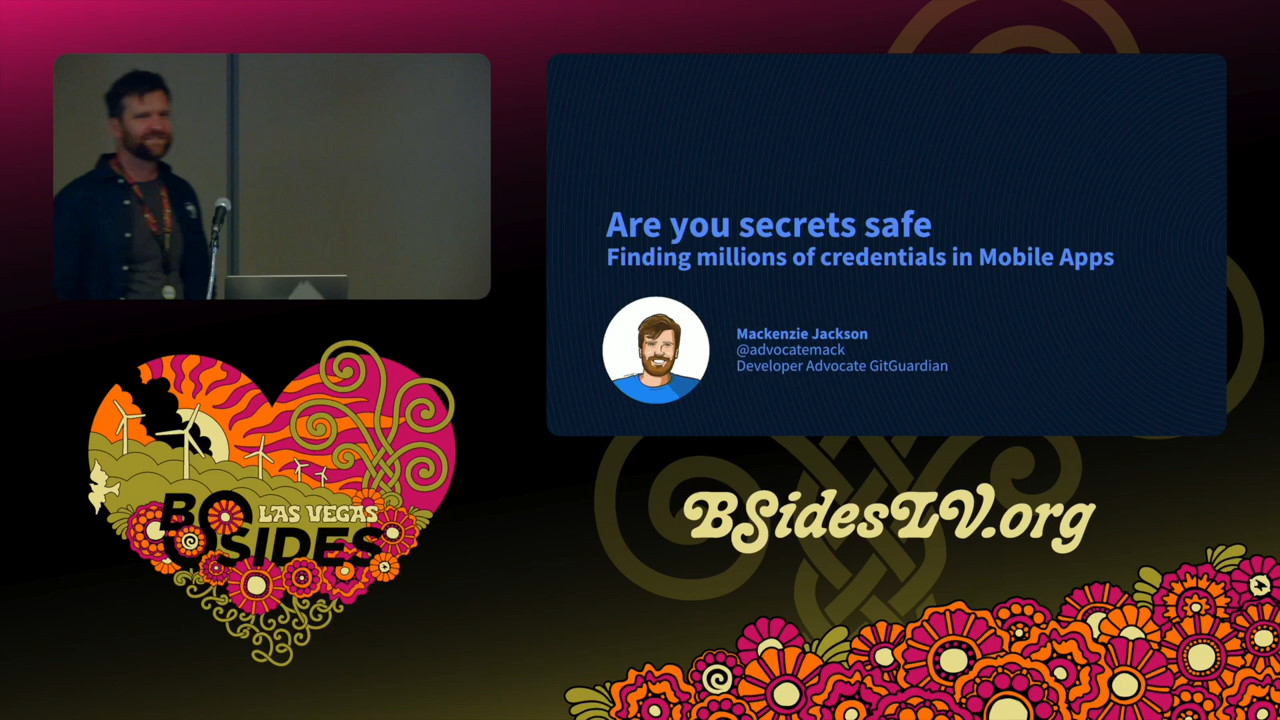 Are you secrets safe
Finding millions of credentials in Mobile Apps
Mackenzie Jackson
@advocatemack
Developer Advocate GitGuardian
BSidesLV.org
LAS VEGAS
BSIDES